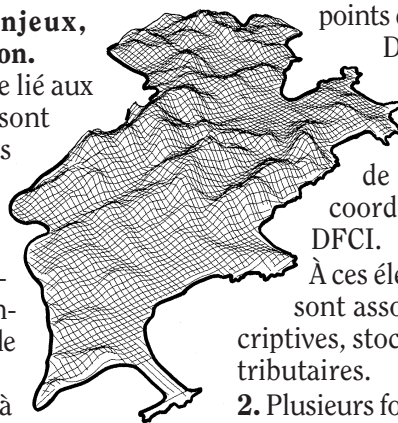 njeux,
on.
e lié aux
sont
s
-
n-
le
à
points d
D
de
coord
DFCI.
À ces éle
sont asso
criptives, stoc
tributaires.
2. Plusieurs fo